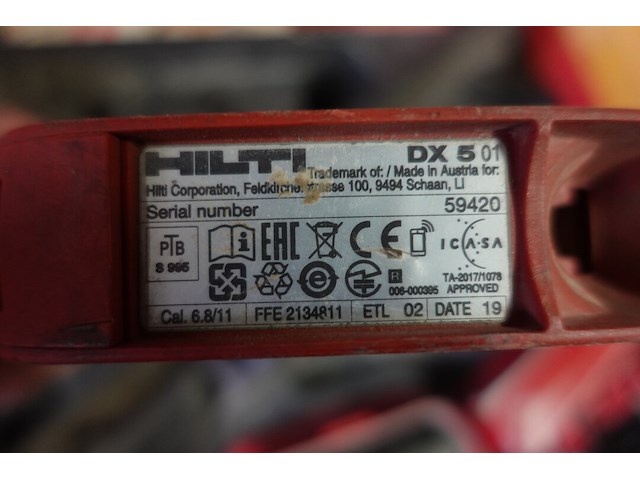 HILTI DX 5 01
Trademark of: / Made in Austria for:
Hilti Corporation, Feldkircherstrasse 100, 9494 Schaan, LI
Serial number 59420
PTB
S 995
i EAC CE ICASA
R 006-000395 TA-2017/1078
APPROVED
Cal. 6.8/11 FFE 2134811 ETL 02 DATE 19